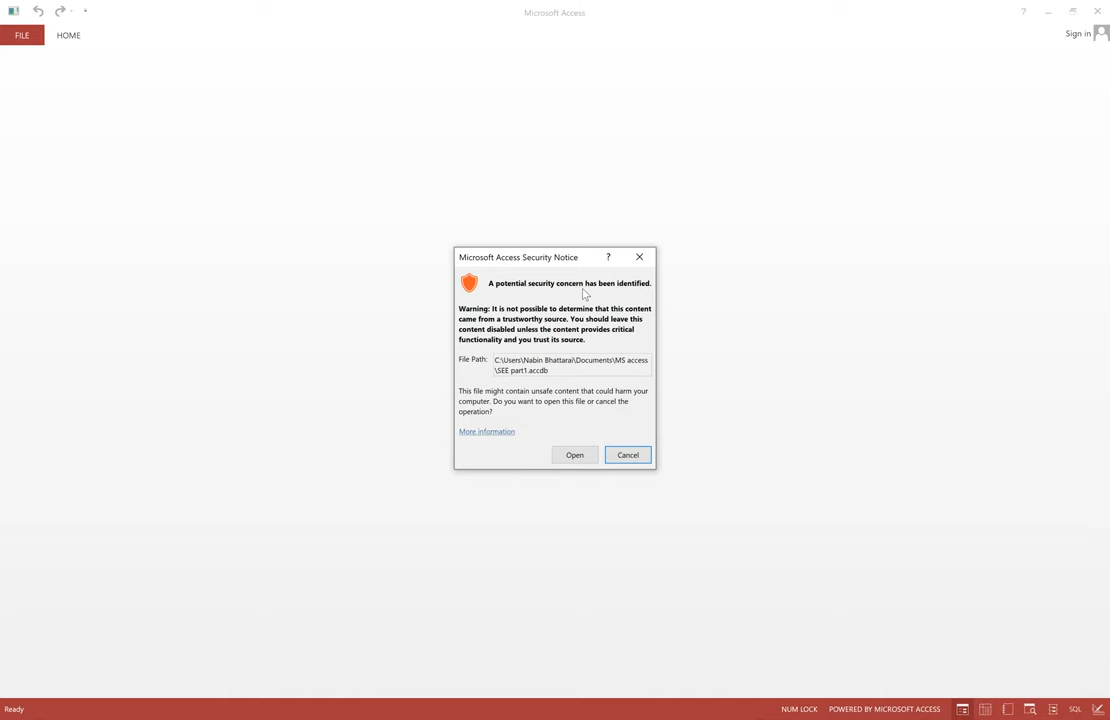 Microsoft Access
?
FILE
HOME
Sign in
Microsoft Access Security Notice
?
A potential security concern has been identified.
Warning: It is not possible to determine that this content
came from a trustworthy source. You should leave this
content disabled unless the content provides critical
functionality and you trust its source.
File Path:
C:\Users\Nabin Bhattarai\Documents\MS access
\SEE part1.accdb
This file might contain unsafe content that could harm your
computer. Do you want to open this file or cancel the
operation?
More information
Open
Cancel
Ready
NUM LOCK
POWERED BY MICROSOFT ACCESS
SQL